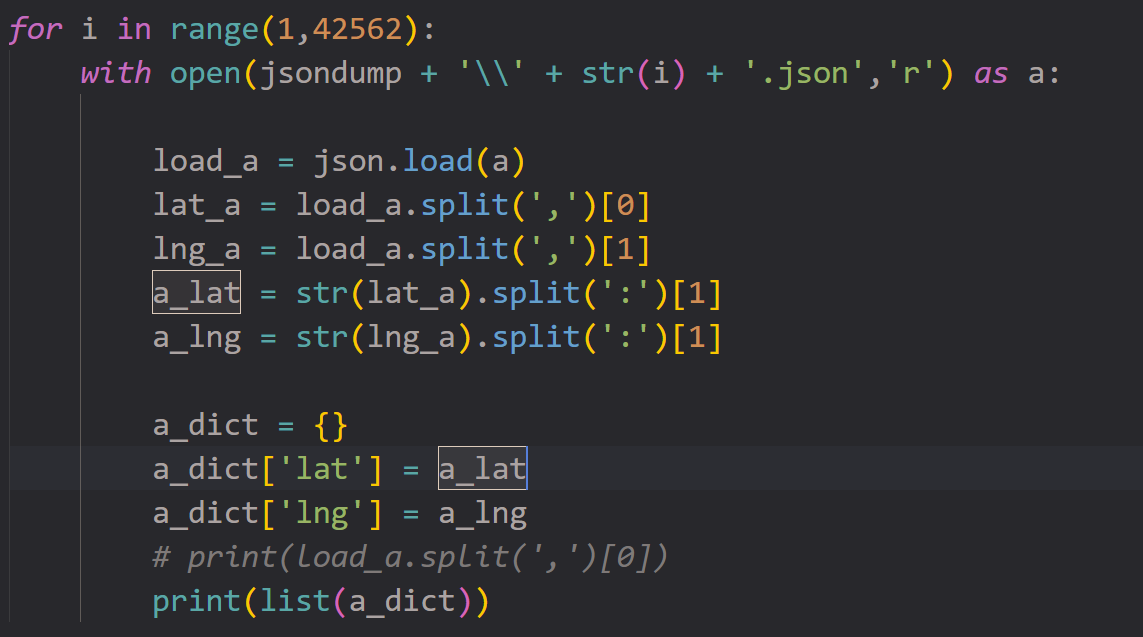 for i in range(1,42562):
    with open(jsondump + '\\' + str(i) + '.json','r') as a:
        load_a = json.load(a)
        lat_a = load_a.split(',')[0]
        lng_a = load_a.split(',')[1]
        a_lat = str(lat_a).split(':')[1]
        a_lng = str(lng_a).split(':')[1]
        a_dict = {}
        a_dict['lat'] = a_lat
        a_dict['lng'] = a_lng
        # print(load_a.split(',')[0])
        print(list(a_dict))